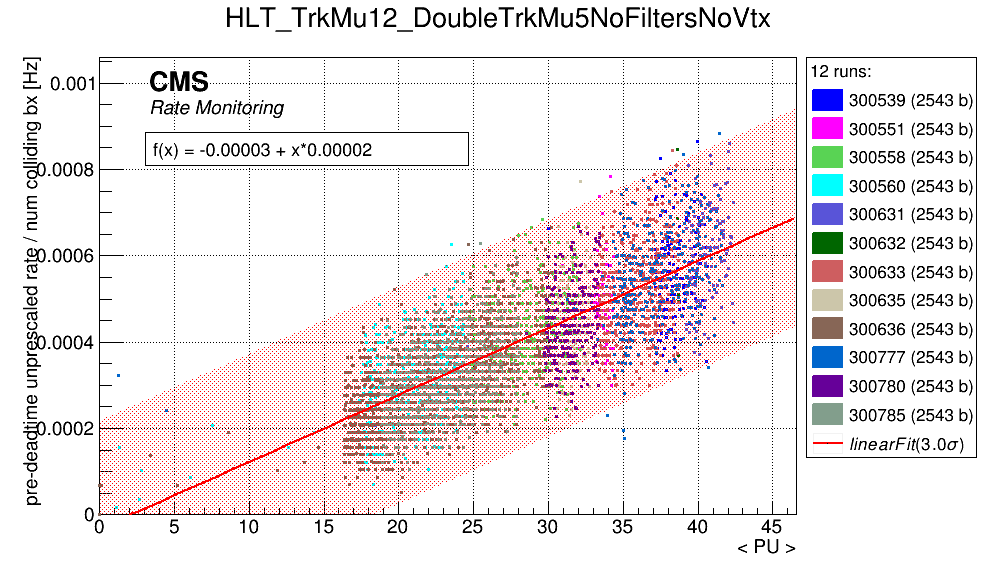 HLT_TrkMu12_DoubleTrkMu5NoFiltersNoVtx
pre-deadtime unprescaled rate / num colliding bx [Hz]
0.001
0.0008
0.0006
0.0004
0.0002
0
CMS
Rate Monitoring
f(x) = -0.00003 + x*0.00002
0 5 10 15 20 25 30 35 40 45
< PU >
12 runs:
300539 (2543 b)
300551 (2543 b)
300558 (2543 b)
300560 (2543 b)
300631 (2543 b)
300632 (2543 b)
300633 (2543 b)
300635 (2543 b)
300636 (2543 b)
300777 (2543 b)
300780 (2543 b)
300785 (2543 b)
linearFit(3.0σ)